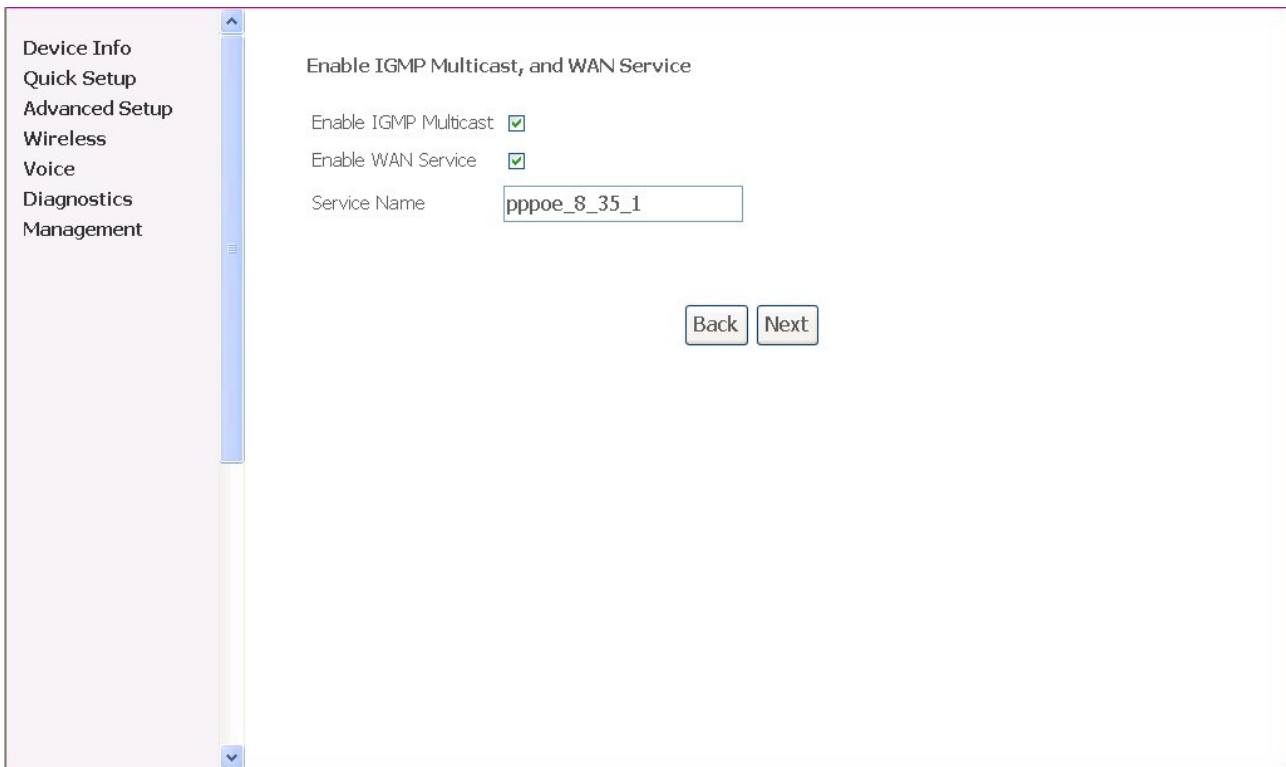 Device Info
Quick Setup
Advanced Setup
Wireless
Voice
Diagnostics
Management
Enable IGMP Multicast, and WAN Service
Enable IGMP Multicast
Enable WAN Service
Service Name pppoe_8_35_1
Back Next